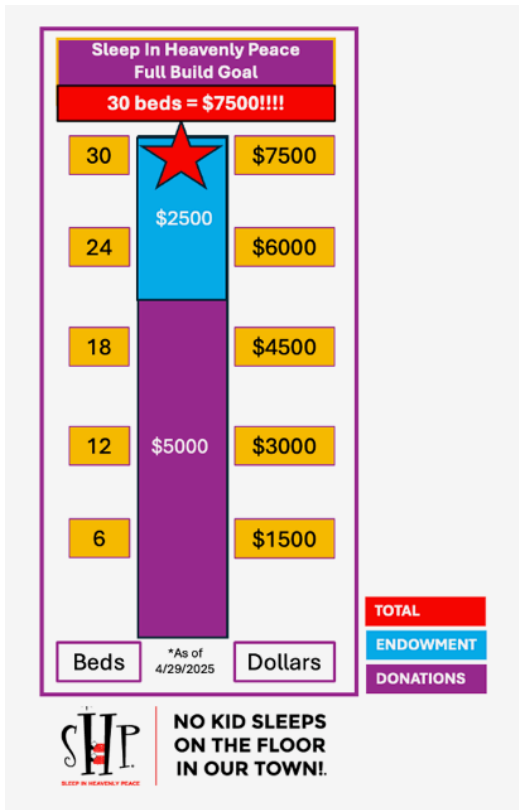 Sleep In Heavenly Peace
Full Build Goal
30 beds = $7500!!!!
30
$7500
$2500
24
$6000
18
$4500
12
$5000
$3000
6
$1500
Beds
*As of
4/29/2025
Dollars
TOTAL
ENDOWMENT
DONATIONS
SHP.
SLEEP IN HEAVENLY PEACE
NO KID SLEEPS
ON THE FLOOR
IN OUR TOWN!.